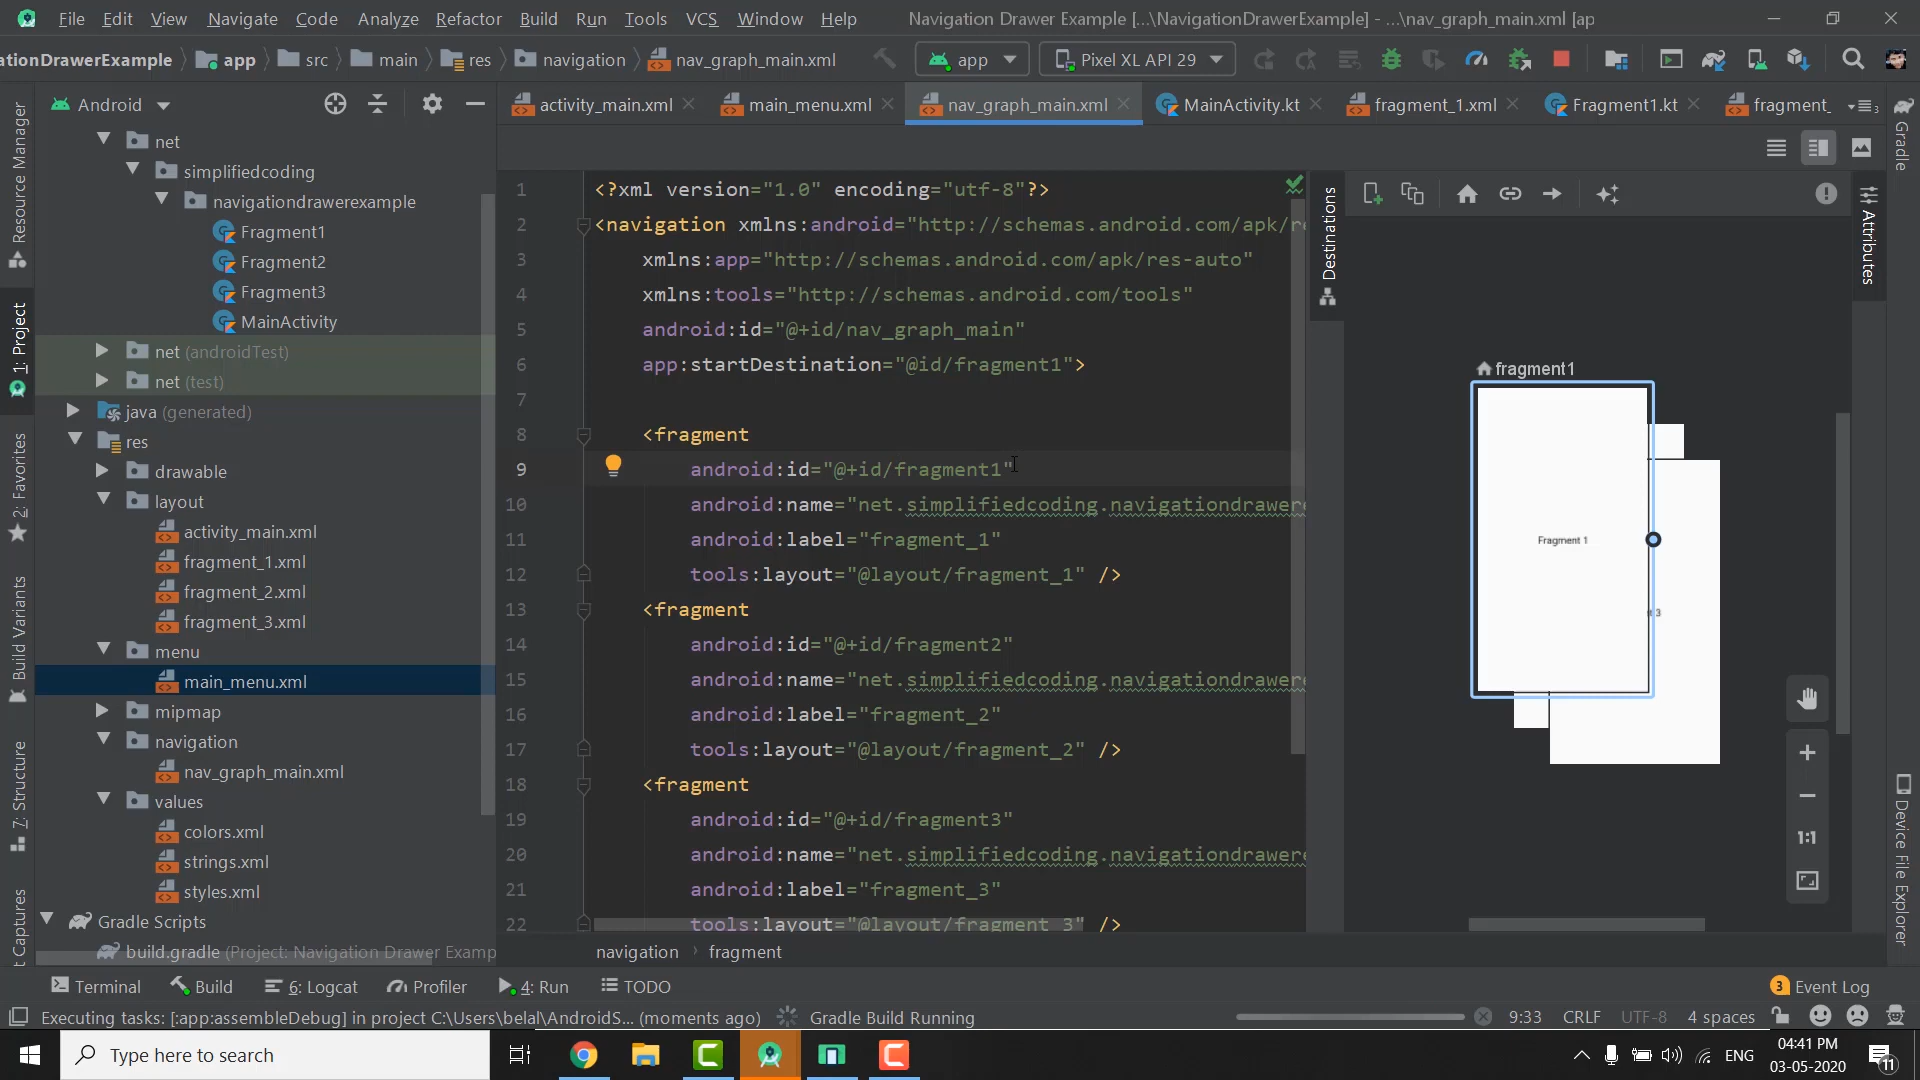 File Edit View Navigate Code Analyze Refactor Build Run Tools VCS Window Help Navigation Drawer Example [...\NavigationDrawerExample] - ...\nav_graph_main.xml [ap
ationDrawerExample app src main res navigation nav_graph_main.xml app Pixel XL API 29
Android
activity_main.xml main_menu.xml nav_graph_main.xml MainActivity.kt fragment_1.xml Fragment1.kt fragment_
Resource Manager
1: Project
2: Favorites
Build Variants
7: Structure
t Captures
net
simplifiedcoding
navigationdrawerexample
Fragment1
Fragment2
Fragment3
MainActivity
net (androidTest)
net (test)
java (generated)
res
drawable
layout
activity_main.xml
fragment_1.xml
fragment_2.xml
fragment_3.xml
menu
main_menu.xml
mipmap
navigation
nav_graph_main.xml
values
colors.xml
strings.xml
styles.xml
Gradle Scripts
build.gradle (Project: Navigation Drawer Examp
1 <?xml version="1.0" encoding="utf-8"?>
2 <navigation xmlns:android="http://schemas.android.com/apk/re
3 xmlns:app="http://schemas.android.com/apk/res-auto"
4 xmlns:tools="http://schemas.android.com/tools"
5 android:id="@+id/nav_graph_main"
6 app:startDestination="@id/fragment1">
7
8 <fragment
9 android:id="@+id/fragment1"
10 android:name="net.simplifiedcoding.navigationdrawere
11 android:label="fragment_1"
12 tools:layout="@layout/fragment_1" />
13 <fragment
14 android:id="@+id/fragment2"
15 android:name="net.simplifiedcoding.navigationdrawere
16 android:label="fragment_2"
17 tools:layout="@layout/fragment_2" />
18 <fragment
19 android:id="@+id/fragment3"
20 android:name="net.simplifiedcoding.navigationdrawere
21 android:label="fragment_3"
22 tools:layout="@layout/fragment_3" />
navigation › fragment
Destinations
fragment1
Fragment 1
t 3
1:1
Gradle
Attributes
Device File Explorer
Terminal Build 6: Logcat Profiler 4: Run TODO 3 Event Log
Executing tasks: [:app:assembleDebug] in project C:\Users\belal\AndroidS... (moments ago) Gradle Build Running 9:33 CRLF UTF-8 4 spaces
Type here to search
ENG
04:41 PM
03-05-2020
11